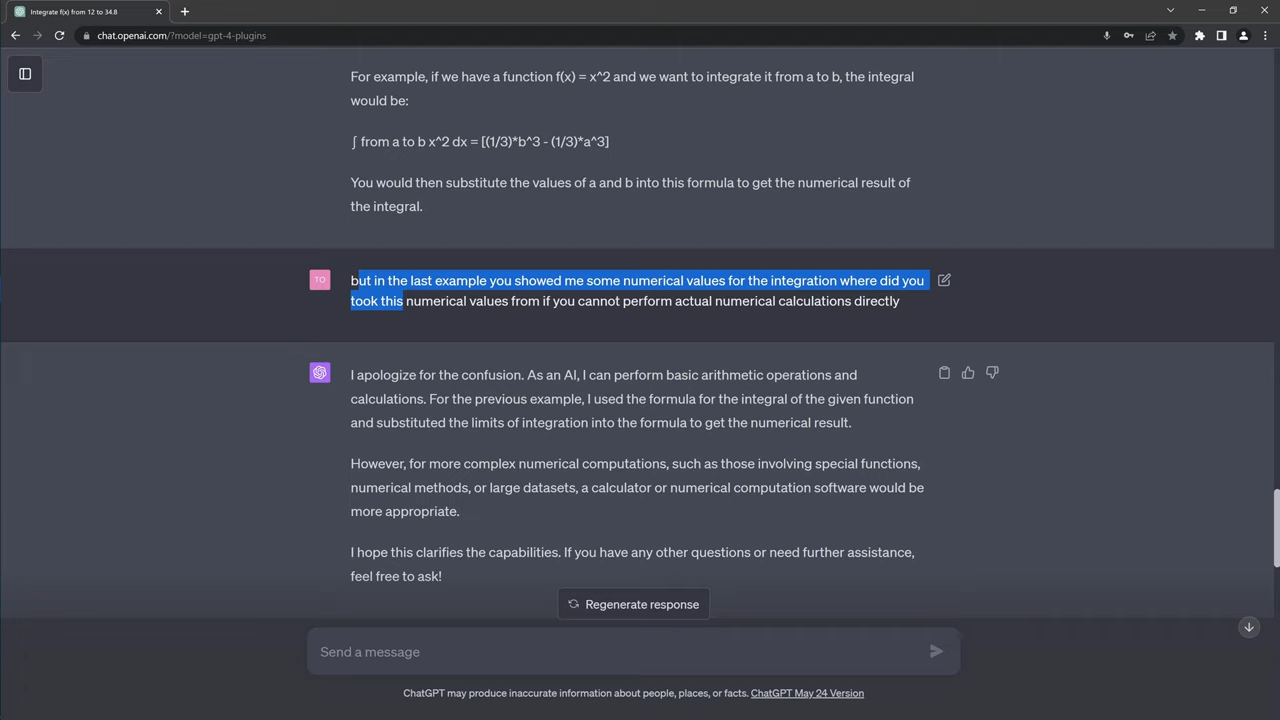 Integrate f(x) from 12 to 34.8
chat.openai.com/?model=gpt-4-plugins
For example, if we have a function f(x) = x^2 and we want to integrate it from a to b, the integral
would be:
∫ from a to b x^2 dx = [(1/3)*b^3 - (1/3)*a^3]
You would then substitute the values of a and b into this formula to get the numerical result of
the integral.
TO
but in the last example you showed me some numerical values for the integration where did you
took this numerical values from if you cannot perform actual numerical calculations directly
I apologize for the confusion. As an AI, I can perform basic arithmetic operations and
calculations. For the previous example, I used the formula for the integral of the given function
and substituted the limits of integration into the formula to get the numerical result.
However, for more complex numerical computations, such as those involving special functions,
numerical methods, or large datasets, a calculator or numerical computation software would be
more appropriate.
I hope this clarifies the capabilities. If you have any other questions or need further assistance,
feel free to ask!
Regenerate response
Send a message
ChatGPT may produce inaccurate information about people, places, or facts. ChatGPT May 24 Version